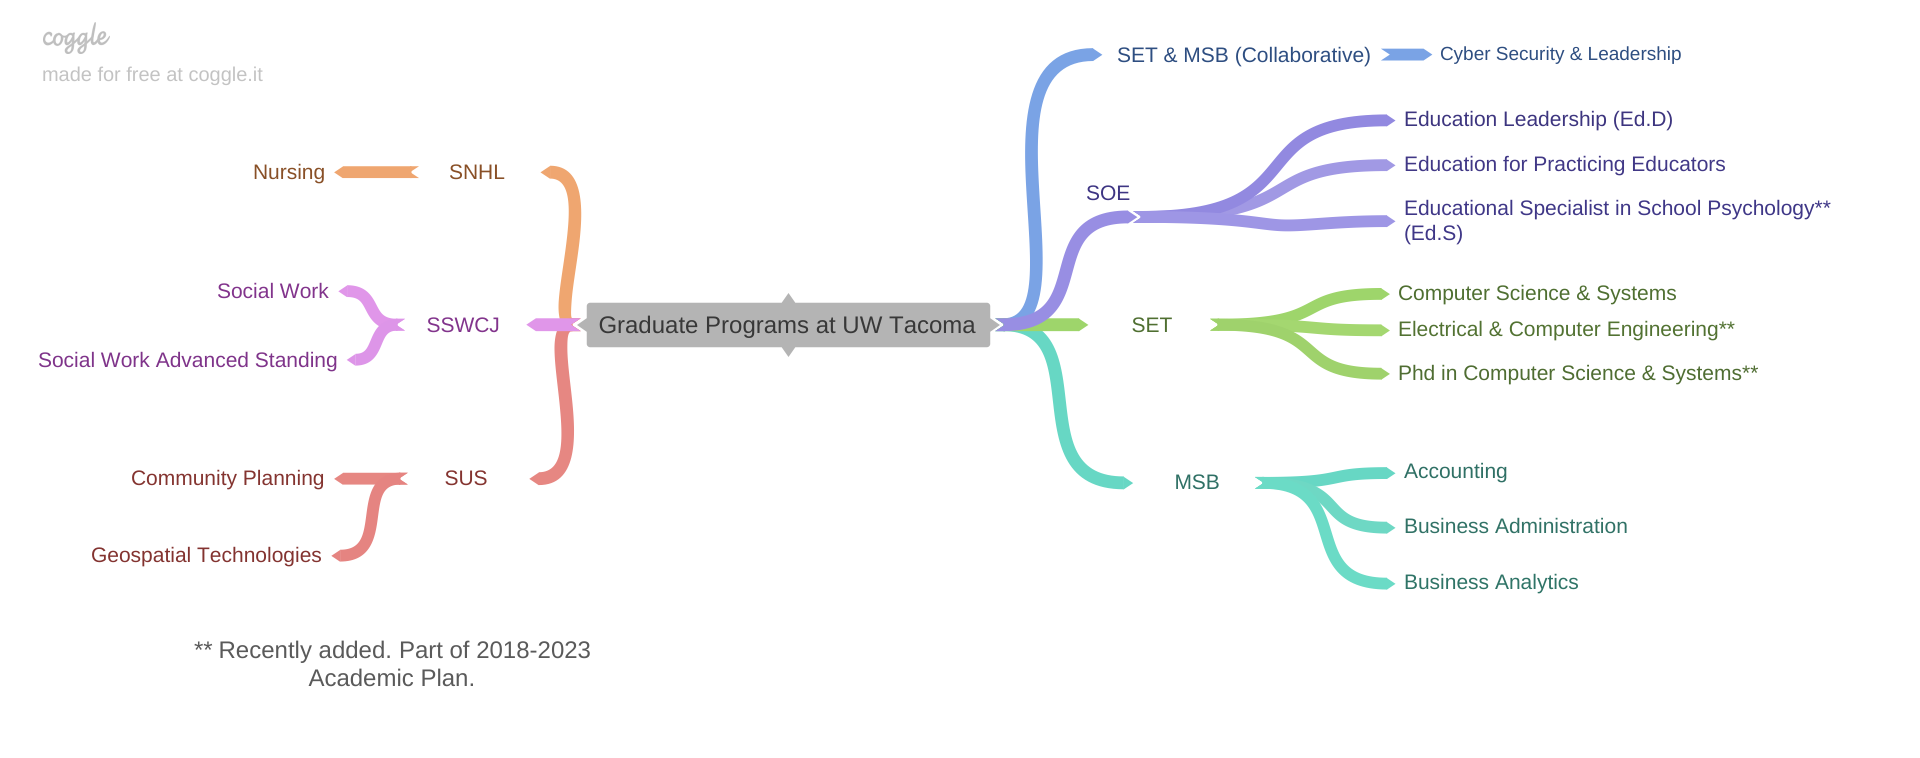 coggle
made for free at coggle.it
SET & MSB (Collaborative)
Cyber Security & Leadership
SOE
Education Leadership (Ed.D)
Education for Practicing Educators
Educational Specialist in School Psychology**
(Ed.S)
SNHL
Nursing
SSWCJ
Social Work
Social Work Advanced Standing
Graduate Programs at UW Tacoma
SET
Computer Science & Systems
Electrical & Computer Engineering**
Phd in Computer Science & Systems**
SUS
Community Planning
Geospatial Technologies
MSB
Accounting
Business Administration
Business Analytics
** Recently added. Part of 2018-2023
Academic Plan.